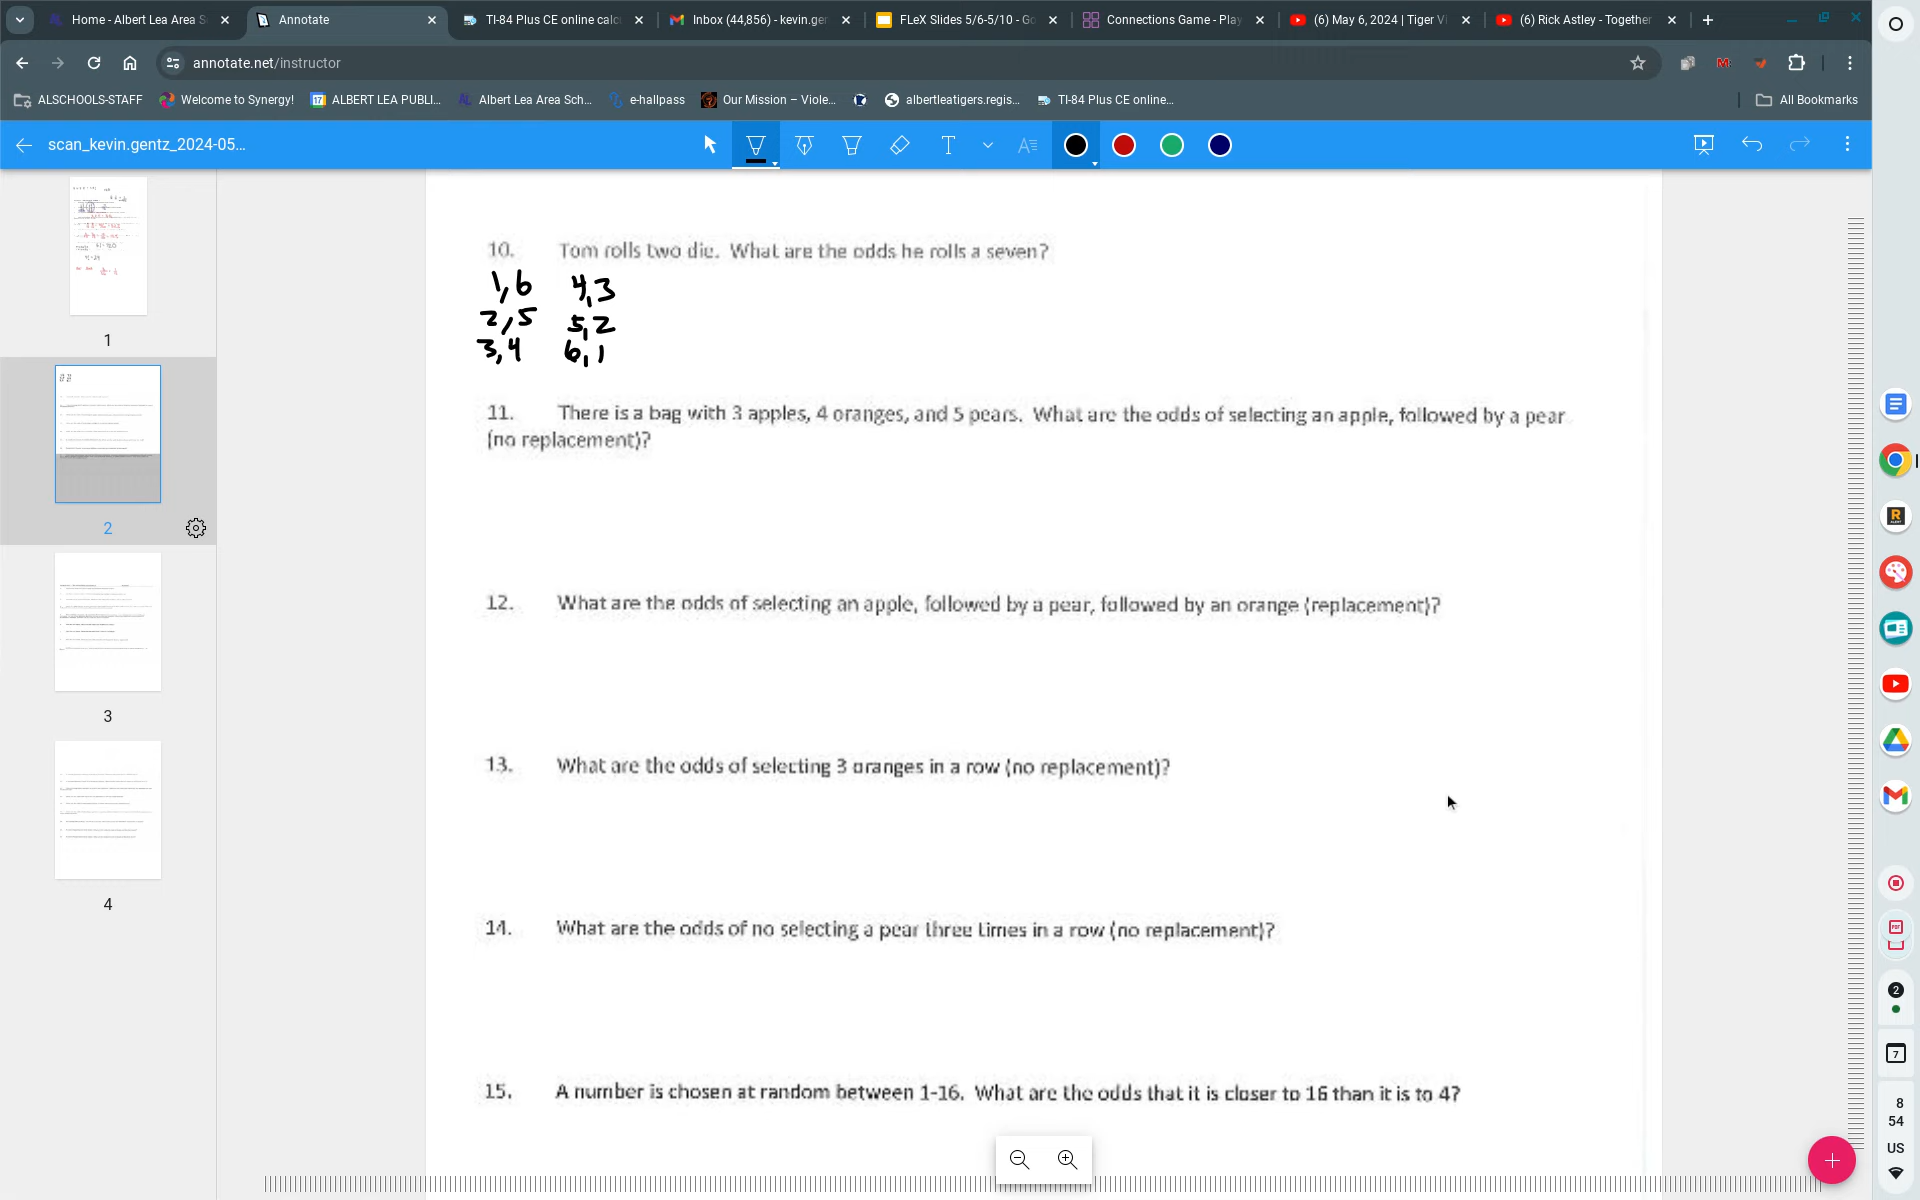 Home - Albert Lea Area S
Annotate
TI-84 Plus CE online calc
Inbox (44,856) - kevin.ger
FLeX Slides 5/6-5/10 - Go
Connections Game - Play
(6) May 6, 2024 | Tiger Vi
(6) Rick Astley - Together
annotate.net/instructor
ALSCHOOLS-STAFF
Welcome to Synergy!
ALBERT LEA PUBLI...
Albert Lea Area Sch...
e-hallpass
Our Mission – Viole...
albertleatigers.regis...
TI-84 Plus CE online...
All Bookmarks
scan_kevin.gentz_2024-05...
1
2
3
4
10. Tom rolls two die. What are the odds he rolls a seven?
1,6 4,3
2,5 5,2
3,4 6,1
11. There is a bag with 3 apples, 4 oranges, and 5 pears. What are the odds of selecting an apple, followed by a pear
(no replacement)?
12. What are the odds of selecting an apple, followed by a pear, followed by an orange (replacement)?
13. What are the odds of selecting 3 oranges in a row (no replacement)?
14. What are the odds of no selecting a pear three times in a row (no replacement)?
15. A number is chosen at random between 1-16. What are the odds that it is closer to 16 than it is to 4?
2
7
8
54
US